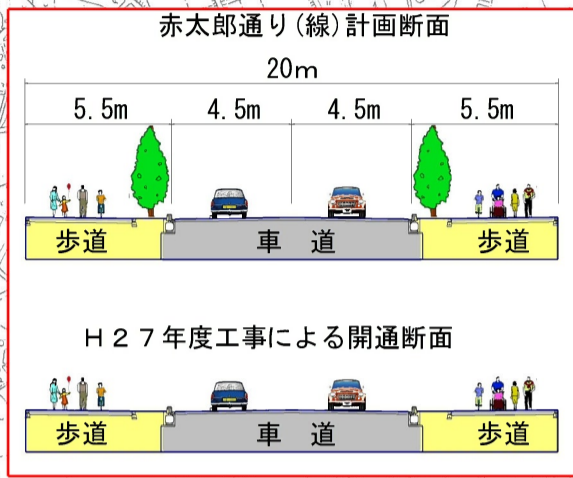 赤太郎通り(線)計画断面
20m
5.5m 4.5m 4.5m 5.5m
歩道 車 道 歩道
H27年度工事による開通断面
歩道 車 道 歩道